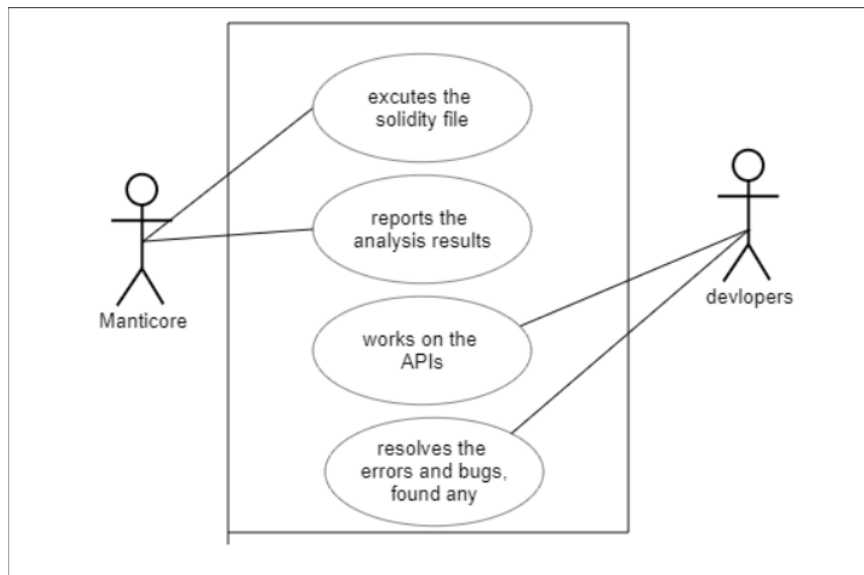 excutes the
solidity file
reports the
analysis results
Manticore
devlopers
works on the
APIs
resolves the
errors and bugs,
found any